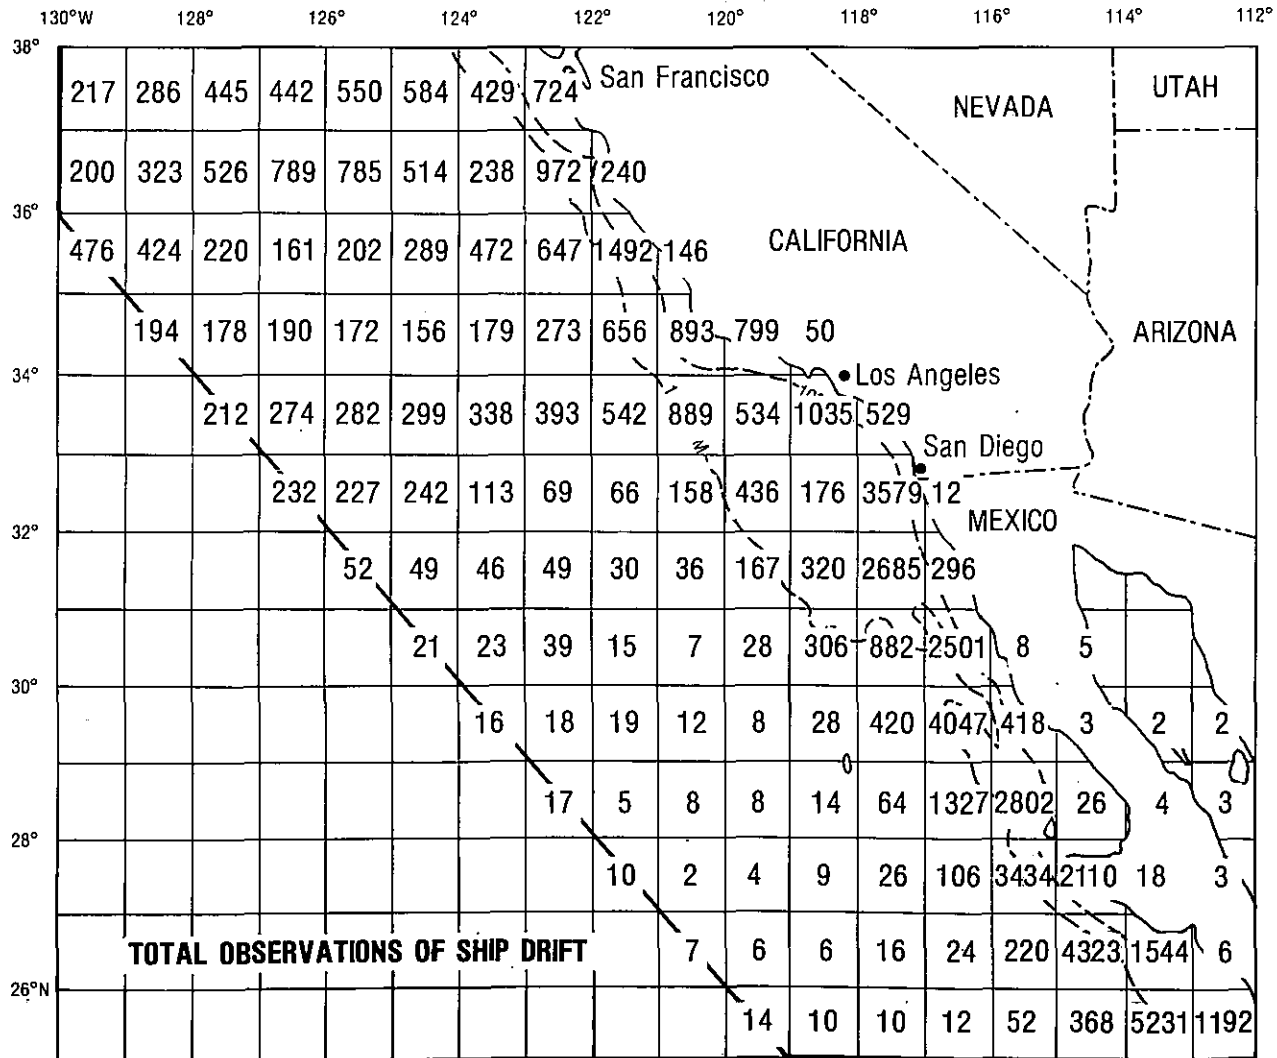 130°W 128° 126° 124° 122° 120° 118° 116° 114° 112°
38°
San Francisco
UTAH
217 286 445 442 550 584 429 724
NEVADA
200 323 526 789 785 514 238 972 240
36°
CALIFORNIA
476 424 220 161 202 289 472 647 1492 146
194 178 190 172 156 179 273 656 893 799 50
ARIZONA
34°
Los Angeles
212 274 282 299 338 393 542 889 534 1035 529
San Diego
232 227 242 113 69 66 158 436 176 3579 12
MEXICO
32°
52 49 46 49 30 36 167 320 2685 296
21 23 39 15 7 28 306 882 2501 8 5
30°
16 18 19 12 8 28 420 4047 418 3 2 2
17 5 8 8 14 64 1327 2802 26 4 3
28°
10 2 4 9 26 106 3434 2110 18 3
TOTAL OBSERVATIONS OF SHIP DRIFT
7 6 6 16 24 220 4323 1544 6
26°N
14 10 10 12 52 368 5231 1192